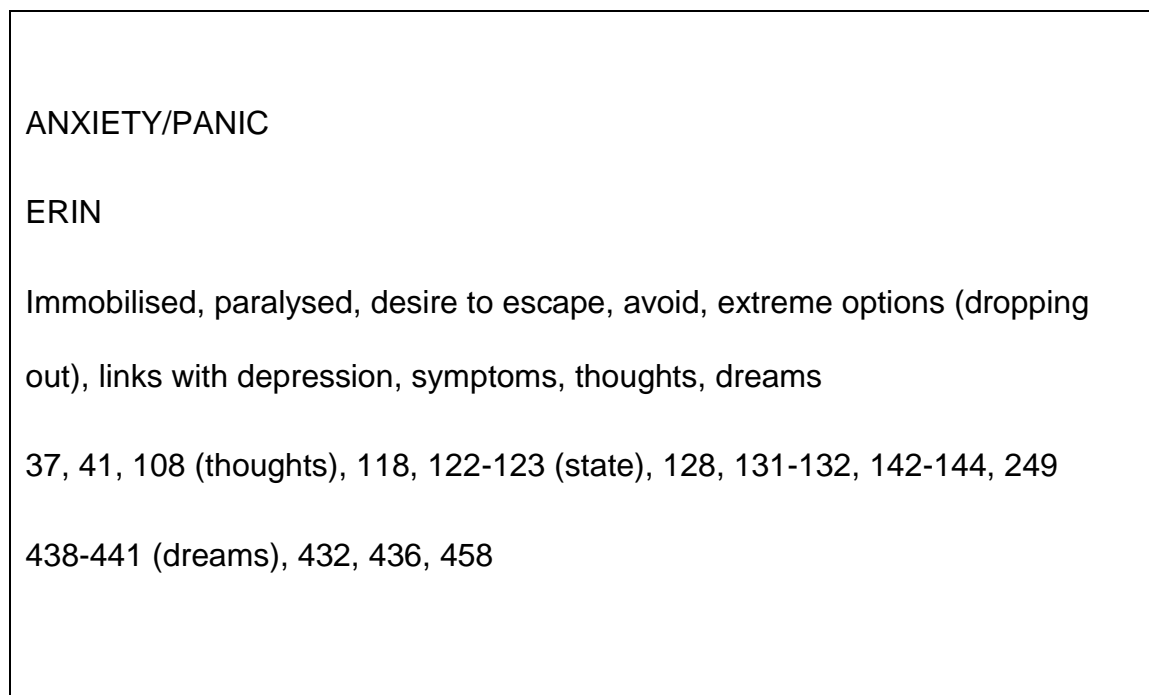 ANXIETY/PANIC
ERIN
Immobilised, paralysed, desire to escape, avoid, extreme options (dropping
out), links with depression, symptoms, thoughts, dreams
37, 41, 108 (thoughts), 118, 122-123 (state), 128, 131-132, 142-144, 249
438-441 (dreams), 432, 436, 458